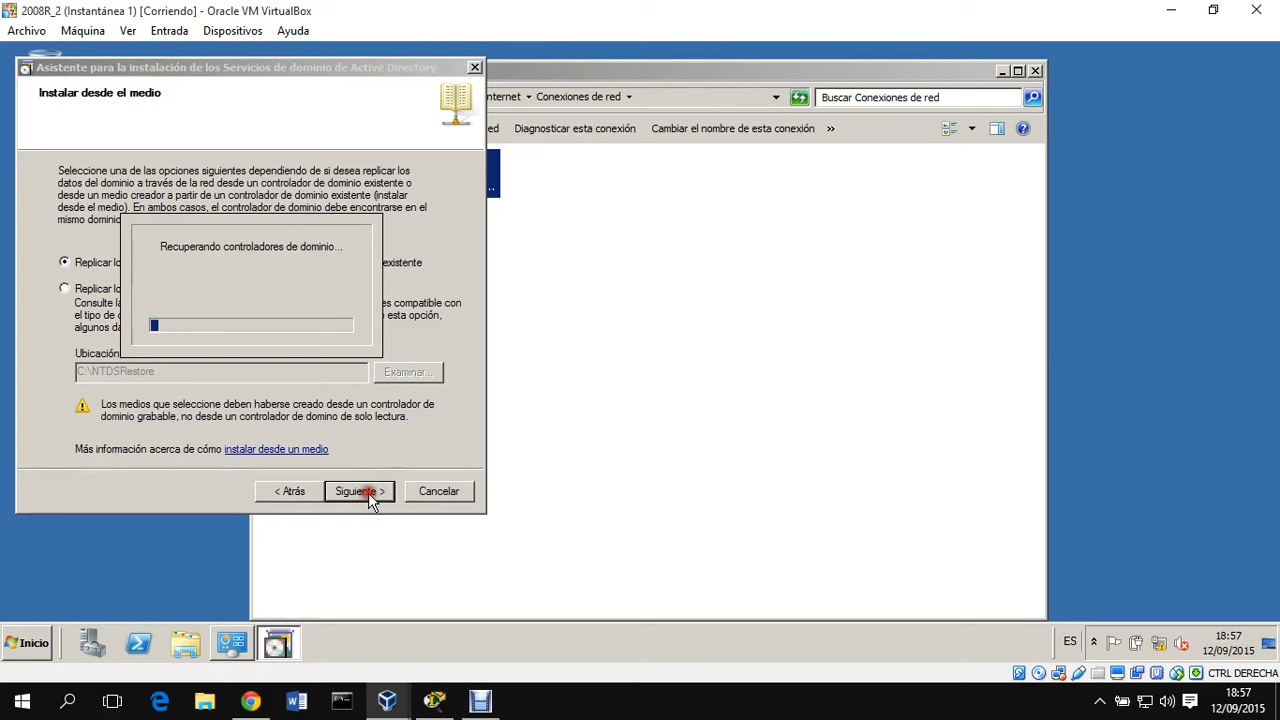 2008R_2 (Instantánea 1) [Corriendo] - Oracle VM VirtualBox
Archivo Máquina Ver Entrada Dispositivos Ayuda
Asistente para la instalación de los Servicios de dominio de Active Directory
Instalar desde el medio
nternet Conexiones de red
Buscar Conexiones de red
ed Diagnosticar esta conexión Cambiar el nombre de esta conexión »
Seleccione una de las opciones siguientes dependiendo de si desea replicar los
datos del dominio a través de la red desde un controlador de dominio existente o
desde un medio creador a partir de un controlador de dominio existente (instalar
desde el medio). En ambos casos, el controlador de dominio debe encontrarse en el
mismo dominio
Recuperando controladores de dominio...
Replicar lo existente
Replicar lo
Consulte la es compatible con
el tipo de esta opción,
algunos da
Ubicación
C:\NTDSRestore
Examinar...
Los medios que seleccione deben haberse creado desde un controlador de
dominio grabable, no desde un controlador de domino de solo lectura.
Más información acerca de cómo instalar desde un medio
< Atrás Siguiente > Cancelar
Inicio
ES
18:57
12/09/2015
CTRL DERECHA
18:57
12/09/2015